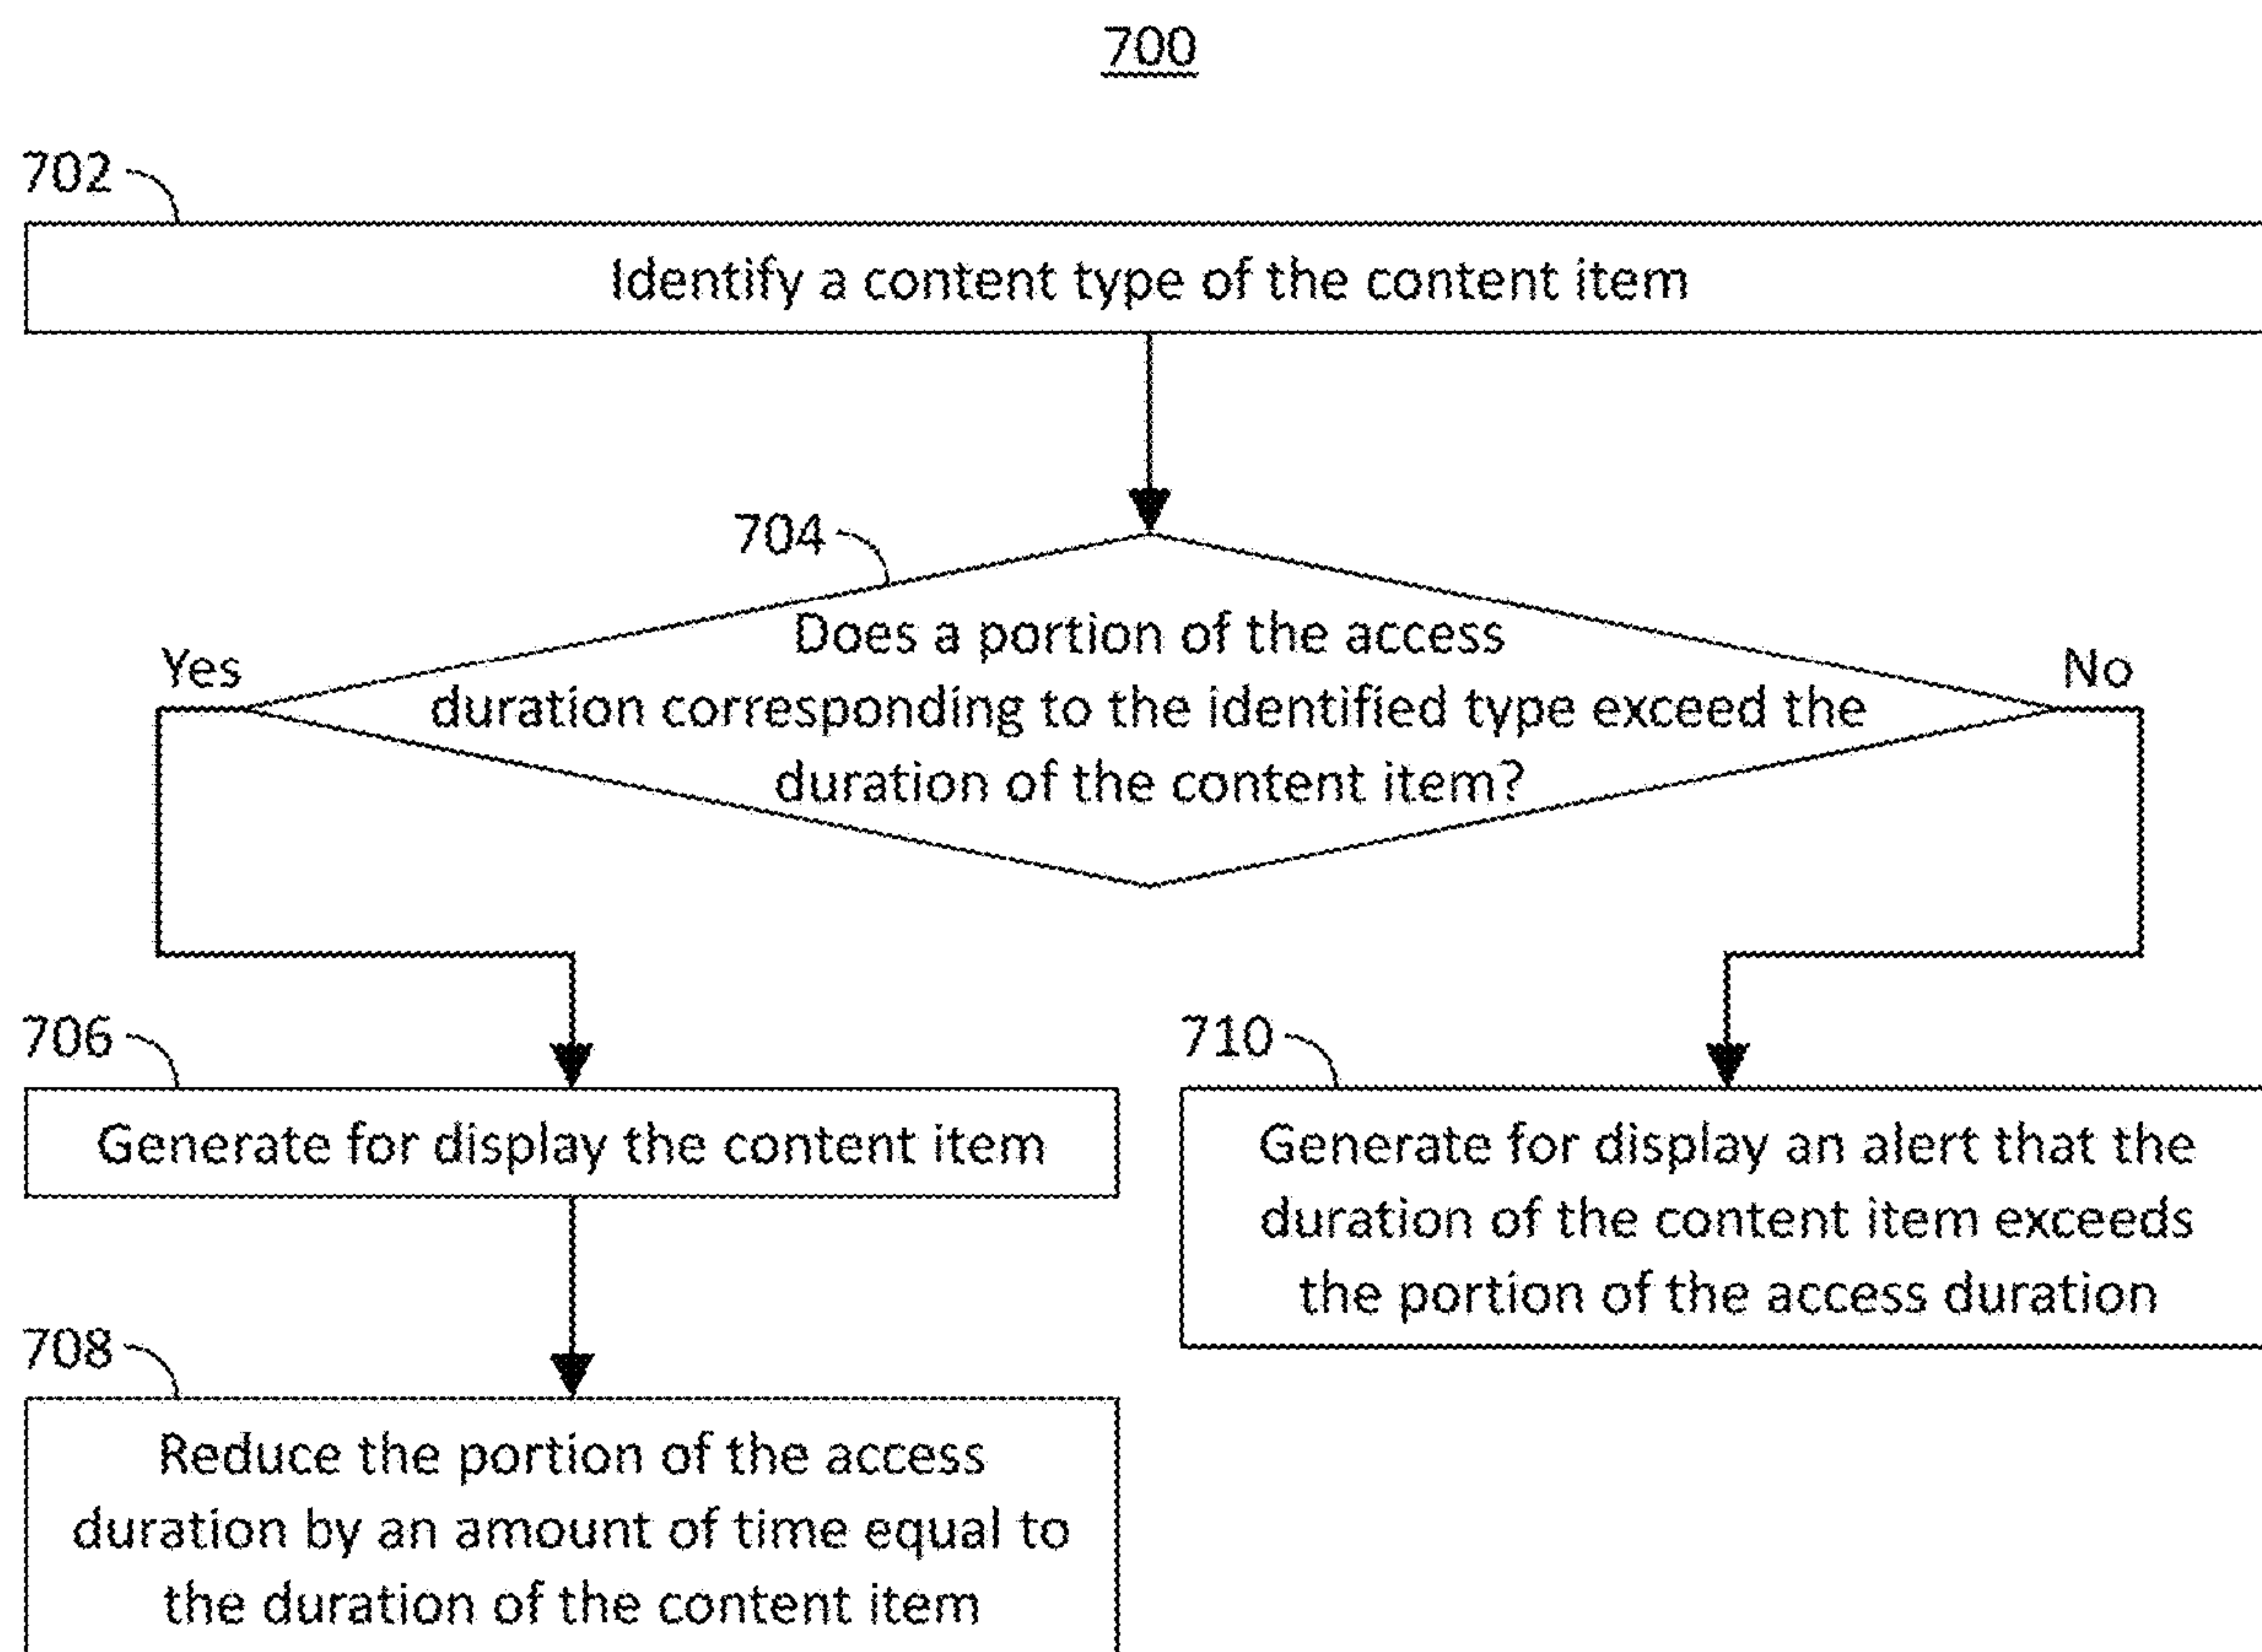 700
702
Identify a content type of the content item
704
Does a portion of the access
Yes
No
duration corresponding to the identified type exceed the
duration of the content item?
706
Generate for display the content item
710
Generate for display an alert that the
duration of the content item exceeds
the portion of the access duration
708
Reduce the portion of the access
duration by an amount of time equal to
the duration of the content item